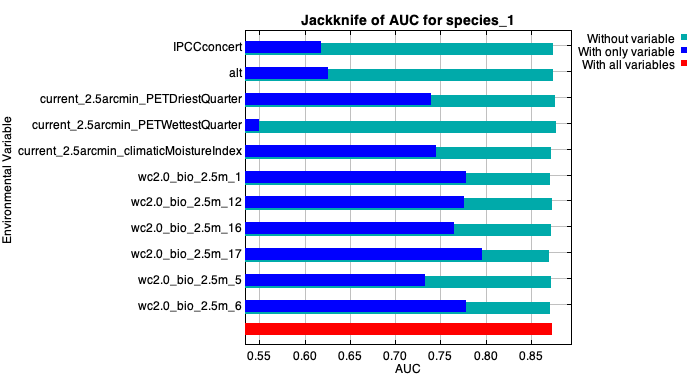 Jackknife of AUC for species_1
Without variable
With only variable
With all variables
Environmental Variable
IPCCconcert
alt
current_2.5arcmin_PETDriestQuarter
current_2.5arcmin_PETWettestQuarter
current_2.5arcmin_climaticMoistureIndex
wc2.0_bio_2.5m_1
wc2.0_bio_2.5m_12
wc2.0_bio_2.5m_16
wc2.0_bio_2.5m_17
wc2.0_bio_2.5m_5
wc2.0_bio_2.5m_6
0.55 0.60 0.65 0.70 0.75 0.80 0.85
AUC